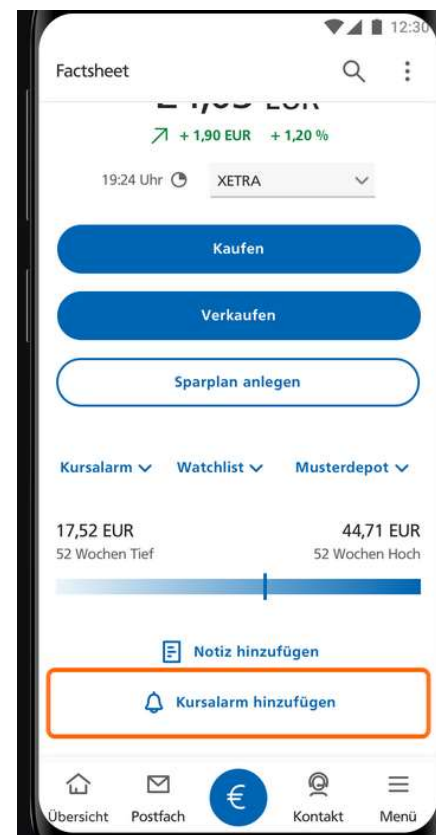 12:30
Factsheet
EUR
+ 1,90 EUR + 1,20 %
19:24 Uhr XETRA
Kaufen
Verkaufen
Sparplan anlegen
Kursalarm Watchlist Musterdepot
17,52 EUR 44,71 EUR
52 Wochen Tief 52 Wochen Hoch
Notiz hinzufügen
Kursalarm hinzufügen
€
Übersicht Postfach Kontakt Menü